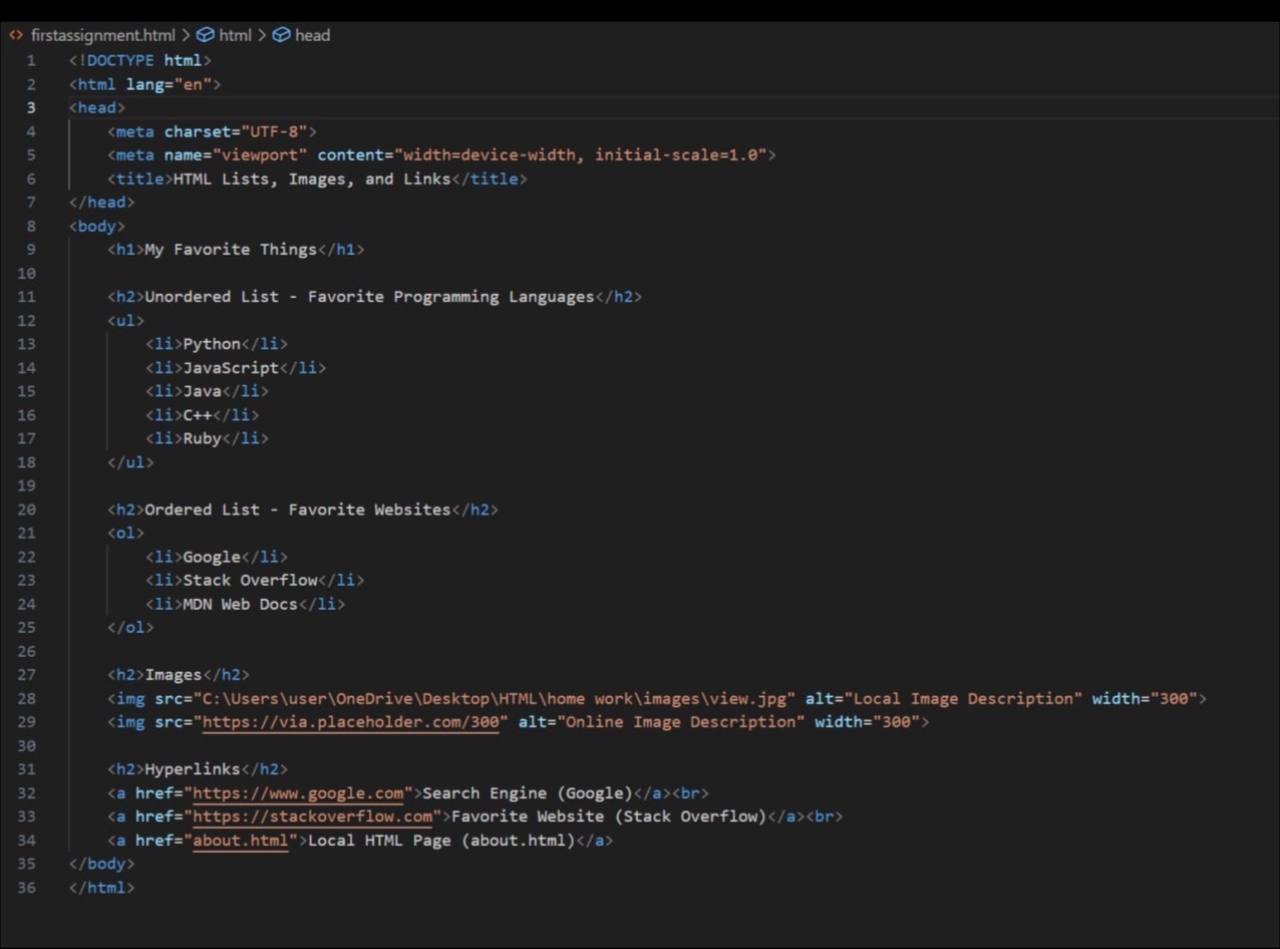 firstassignment.html > html > head
1 <!DOCTYPE html>
2 <html lang="en">
3 <head>
4     <meta charset="UTF-8">
5     <meta name="viewport" content="width=device-width, initial-scale=1.0">
6     <title>HTML Lists, Images, and Links</title>
7 </head>
8 <body>
9     <h1>My Favorite Things</h1>
10
11     <h2>Unordered List - Favorite Programming Languages</h2>
12     <ul>
13         <li>Python</li>
14         <li>JavaScript</li>
15         <li>Java</li>
16         <li>C++</li>
17         <li>Ruby</li>
18     </ul>
19
20     <h2>Ordered List - Favorite Websites</h2>
21     <ol>
22         <li>Google</li>
23         <li>Stack Overflow</li>
24         <li>MDN Web Docs</li>
25     </ol>
26
27     <h2>Images</h2>
28     <img src="C:\Users\user\OneDrive\Desktop\HTML\home work\images\view.jpg" alt="Local Image Description" width="300">
29     <img src="https://via.placeholder.com/300" alt="Online Image Description" width="300">
30
31     <h2>Hyperlinks</h2>
32     <a href="https://www.google.com">Search Engine (Google)</a><br>
33     <a href="https://stackoverflow.com">Favorite Website (Stack Overflow)</a><br>
34     <a href="about.html">Local HTML Page (about.html)</a>
35 </body>
36 </html>